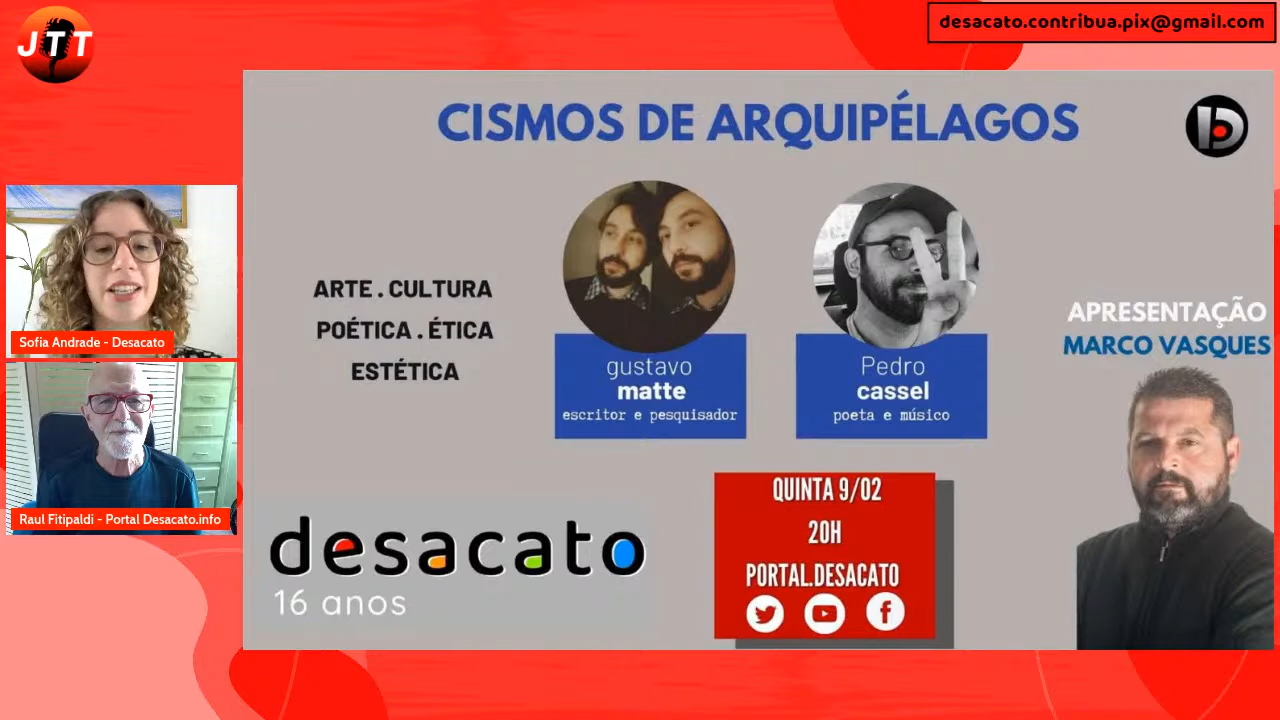 JTT
desacato.contribua.pix@gmail.com
CISMOS DE ARQUIPÉLAGOS
ARTE . CULTURA
POÉTICA . ÉTICA
ESTÉTICA
gustavo
matte
escritor e pesquisador
Pedro
cassel
poeta e músico
APRESENTAÇÃO
MARCO VASQUES
Sofia Andrade - Desacato
Raul Fitipaldi - Portal Desacato.info
desacato
16 anos
QUINTA 9/02
20H
PORTAL.DESACATO